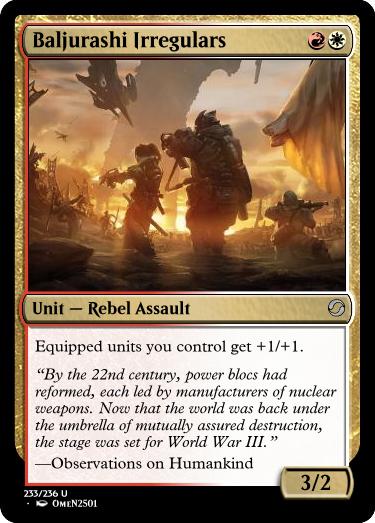 Baljurashi Irregulars
Unit — Rebel Assault
Equipped units you control get +1/+1.
“By the 22nd century, power blocs had
reformed, each led by manufacturers of nuclear
weapons. Now that the world was back under
the umbrella of mutually assured destruction,
the stage was set for World War III.”
—Observations on Humankind
3/2
233/236 U
· OmeN2501